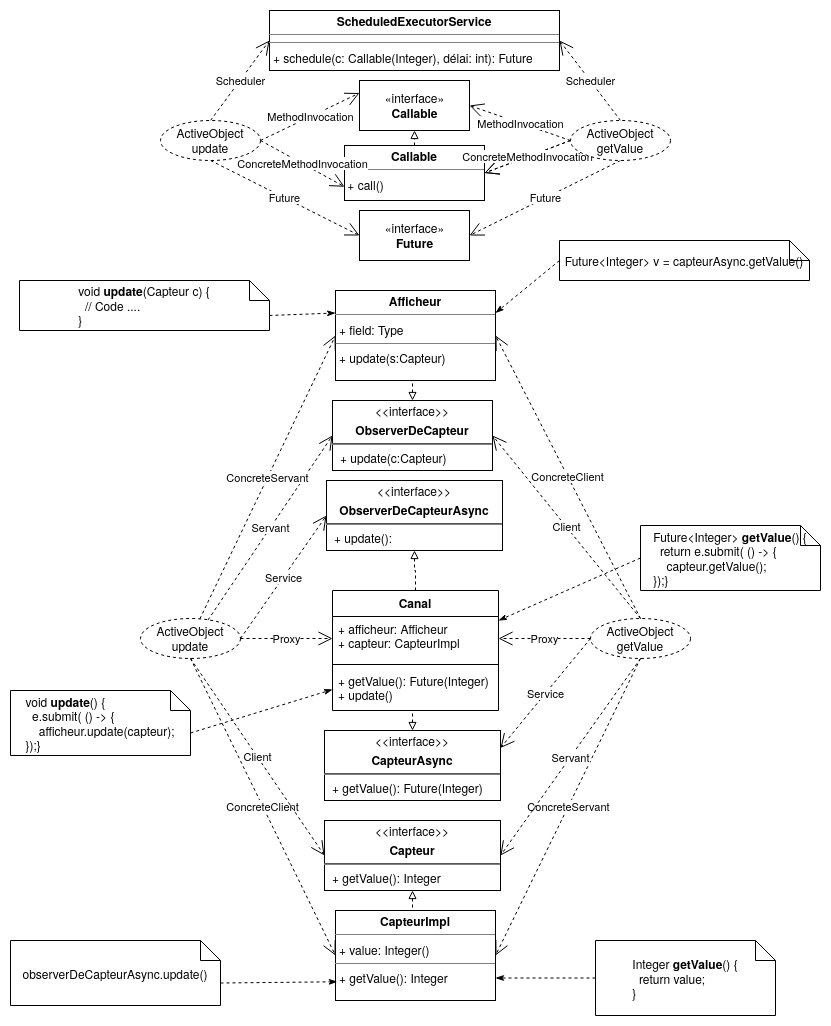 ScheduledExecutorService
+ schedule(c: Callable(Integer), délai: int): Future
Scheduler
Scheduler
«interface»
Callable
MethodInvocation
MethodInvocation
ActiveObject
update
ActiveObject
getValue
Callable
ConcreteMethodInvocation
ConcreteMethodInvocation
+ call()
Future
Future
«interface»
Future
Future<Integer> v = capteurAsync.getValue()
void update(Capteur c) {
// Code ....
}
Afficheur
+ field: Type
+ update(s:Capteur)
<<interface>>
ObserverDeCapteur
+ update(c:Capteur)
ConcreteServant
ConcreteClient
<<interface>>
ObserverDeCapteurAsync
+ update():
Servant
Client
Service
Future<Integer> getValue() {
return e.submit( () -> {
capteur.getValue();
});}
Canal
+ afficheur: Afficheur
+ capteur: CapteurImpl
+ getValue(): Future(Integer)
+ update()
ActiveObject
update
Proxy
Proxy
ActiveObject
getValue
Service
void update() {
e.submit( () -> {
afficheur.update(capteur);
});}
<<interface>>
CapteurAsync
+ getValue(): Future(Integer)
Client
Servant
ConcreteClient
ConcreteServant
<<interface>>
Capteur
+ getValue(): Integer
CapteurImpl
+ value: Integer()
+ getValue(): Integer
observerDeCapteurAsync.update()
Integer getValue() {
return value;
}